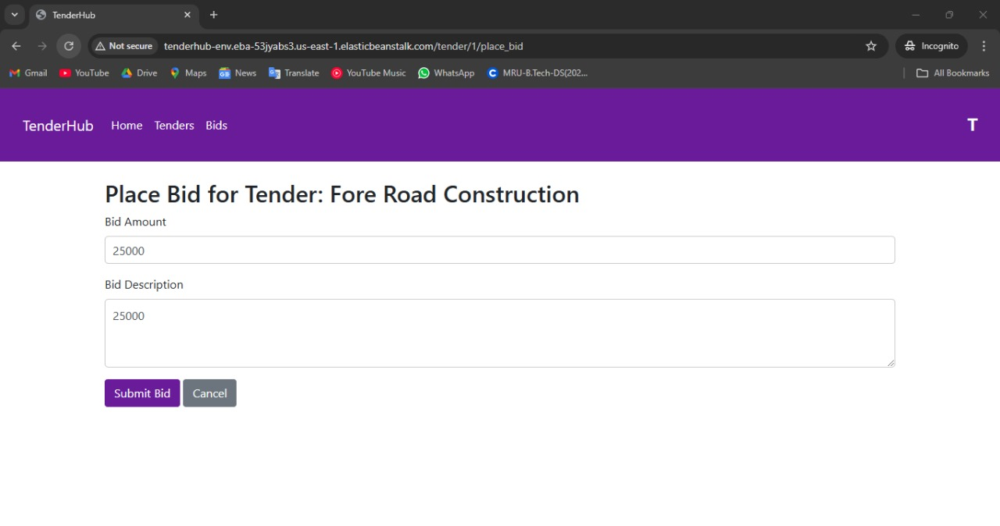 TenderHub
Not secure tenderhub-env.eba-53jyabs3.us-east-1.elasticbeanstalk.com/tender/1/place_bid Incognito
Gmail YouTube Drive Maps News Translate YouTube Music WhatsApp MRU-B.Tech-DS(202... All Bookmarks
TenderHub Home Tenders Bids T
Place Bid for Tender: Fore Road Construction
Bid Amount
25000
Bid Description
25000
Submit Bid Cancel